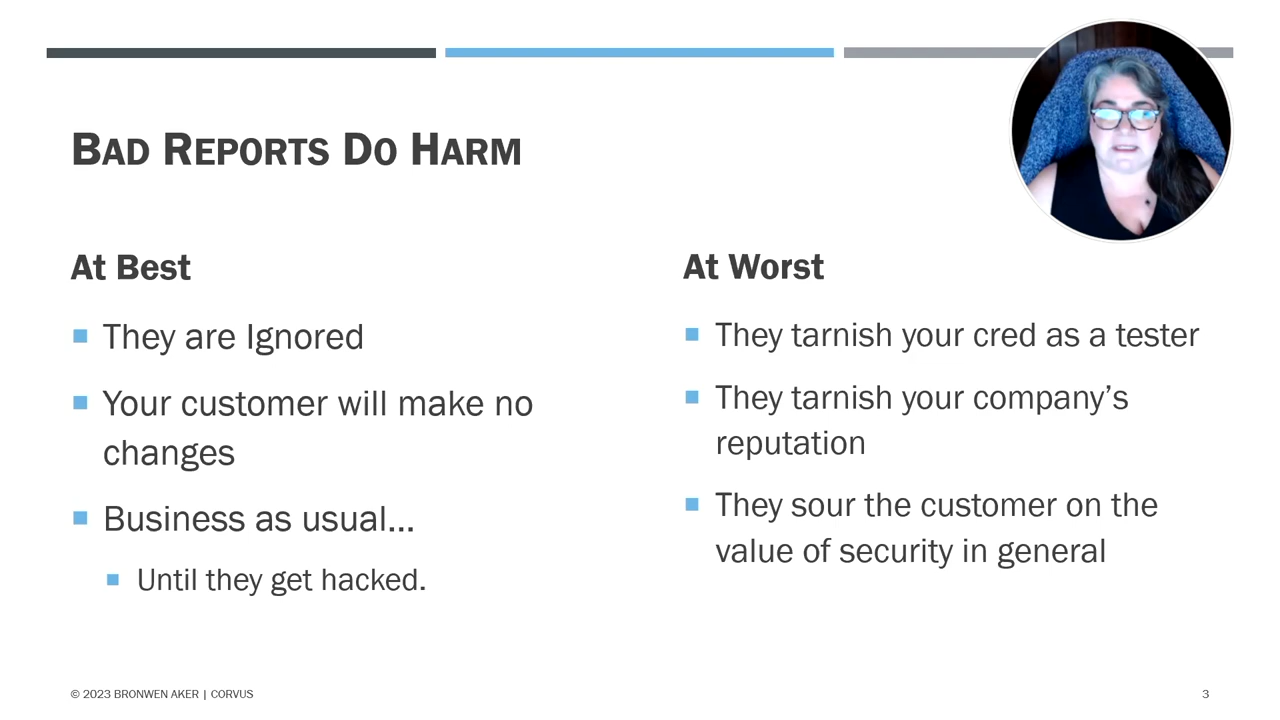 BAD REPORTS DO HARM
At Best
They are Ignored
Your customer will make no
changes
Business as usual...
Until they get hacked.
At Worst
They tarnish your cred as a tester
They tarnish your company’s
reputation
They sour the customer on the
value of security in general
© 2023 BRONWEN AKER | CORVUS
3